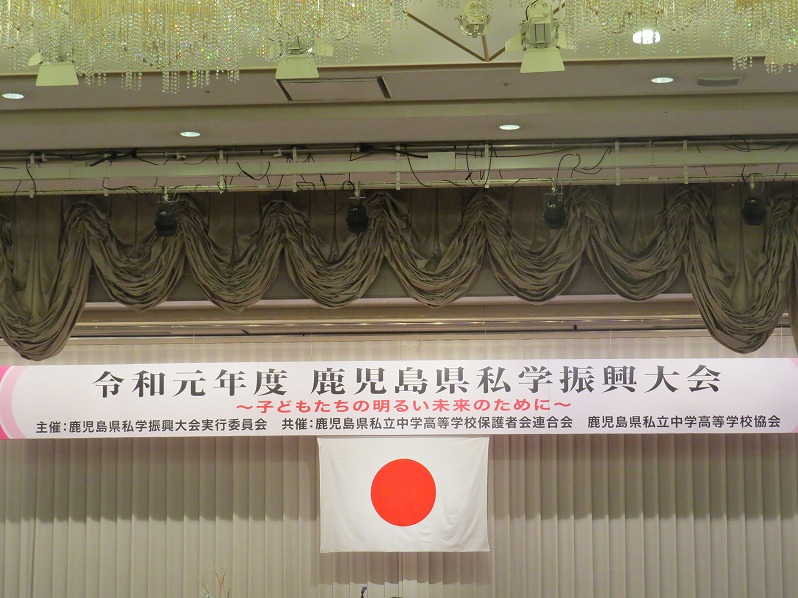 令和元年度 鹿児島県私学振興大会
～子どもたちの明るい未来のために～
主催：鹿児島県私学振興大会実行委員会 共催：鹿児島県私立中学高等学校保護者会連合会 鹿児島県私立中学高等学校協会